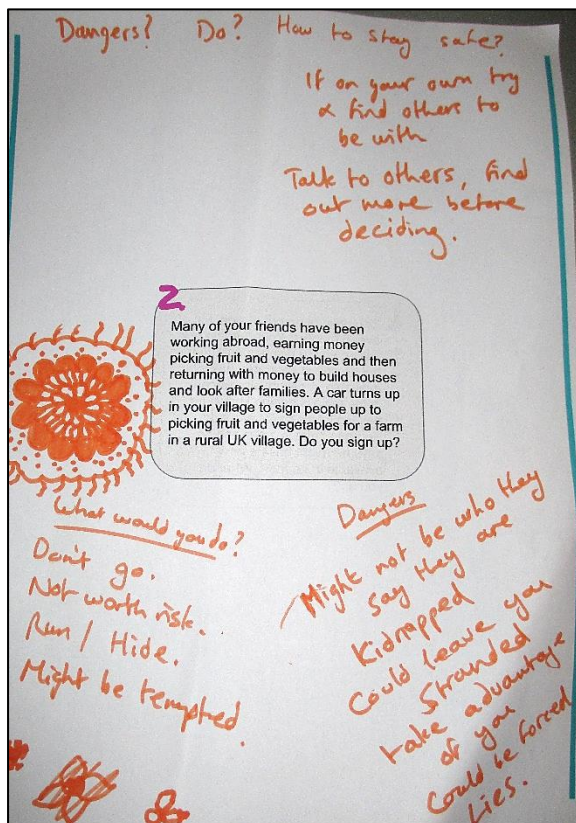 Dangers? Do? How to stay safe?
If on your own try
& find others to
be with
Talk to others, find
out more before
deciding.
2
Many of your friends have been
working abroad, earning money
picking fruit and vegetables and then
returning with money to build houses
and look after families. A car turns up
in your village to sign people up to
picking fruit and vegetables for a farm
in a rural UK village. Do you sign up?
What would you do?
Don't go.
Not worth risk.
Run / Hide.
Might be tempted.
Dangers
Might not be who they
say they are
Kidnapped
Could leave you
stranded
take advantage
of you
Could be forced
Lies.